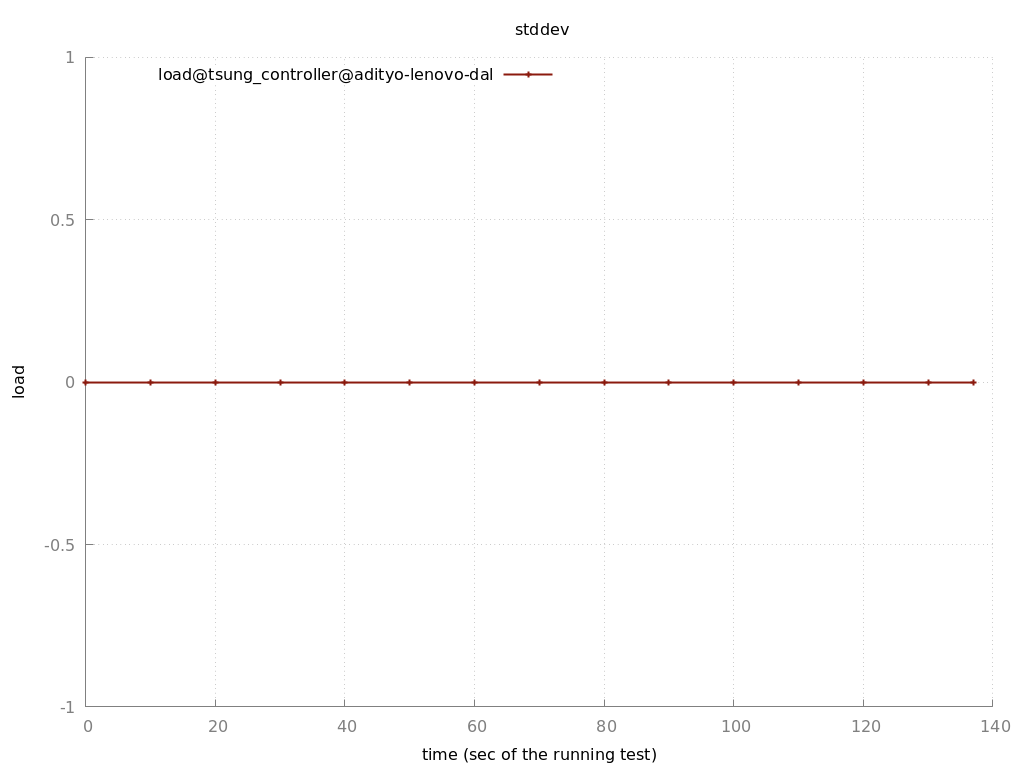 stddev
load@tsung_controller@adityo-lenovo-dal
1
0.5
0
-0.5
-1
load
0 20 40 60 80 100 120 140
time (sec of the running test)